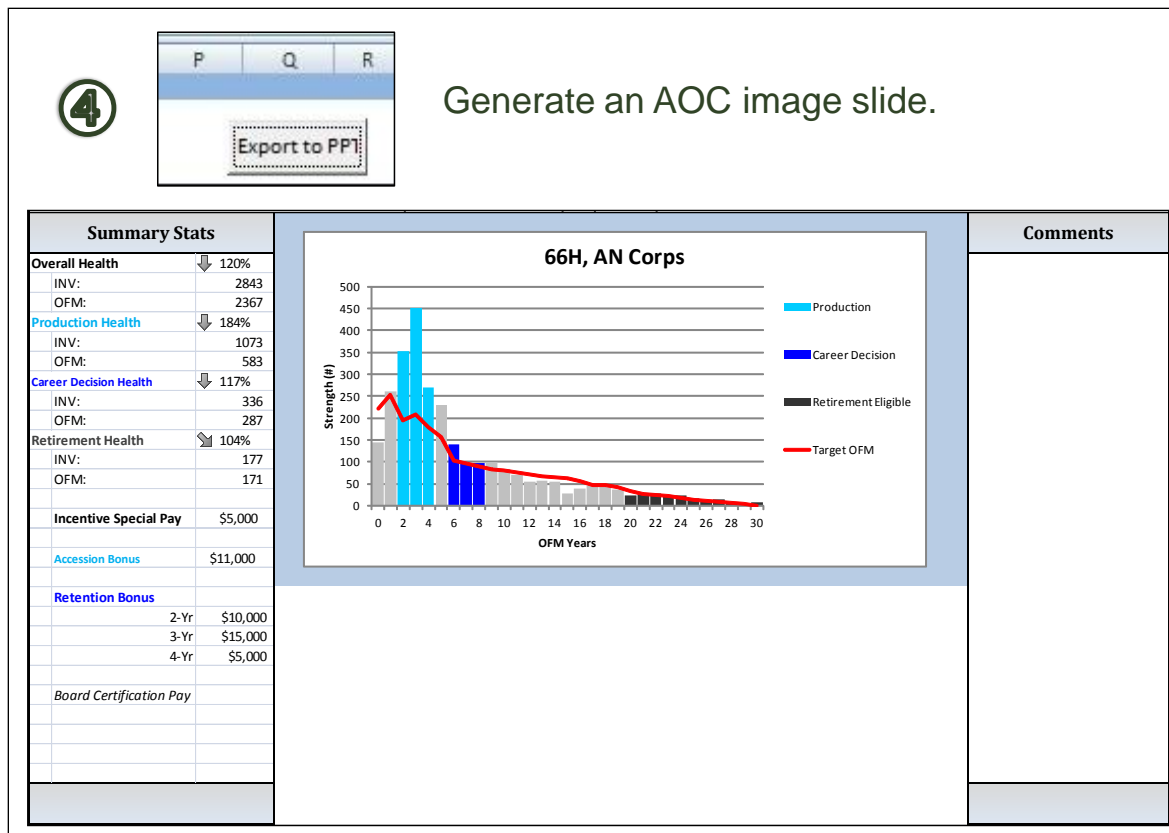 4
P Q R
Export to PPT
Generate an AOC image slide.
Summary Stats
Overall Health 120%
INV: 2843
OFM: 2367
Production Health 184%
INV: 1073
OFM: 583
Career Decision Health 117%
INV: 336
OFM: 287
Retirement Health 104%
INV: 177
OFM: 171
Incentive Special Pay $5,000
Accession Bonus $11,000
Retention Bonus
2-Yr $10,000
3-Yr $15,000
4-Yr $5,000
Board Certification Pay
66H, AN Corps
Strength (#)
500
450
400
350
300
250
200
150
100
50
0
0 2 4 6 8 10 12 14 16 18 20 22 24 26 28 30
OFM Years
Production
Career Decision
Retirement Eligible
Target OFM
Comments